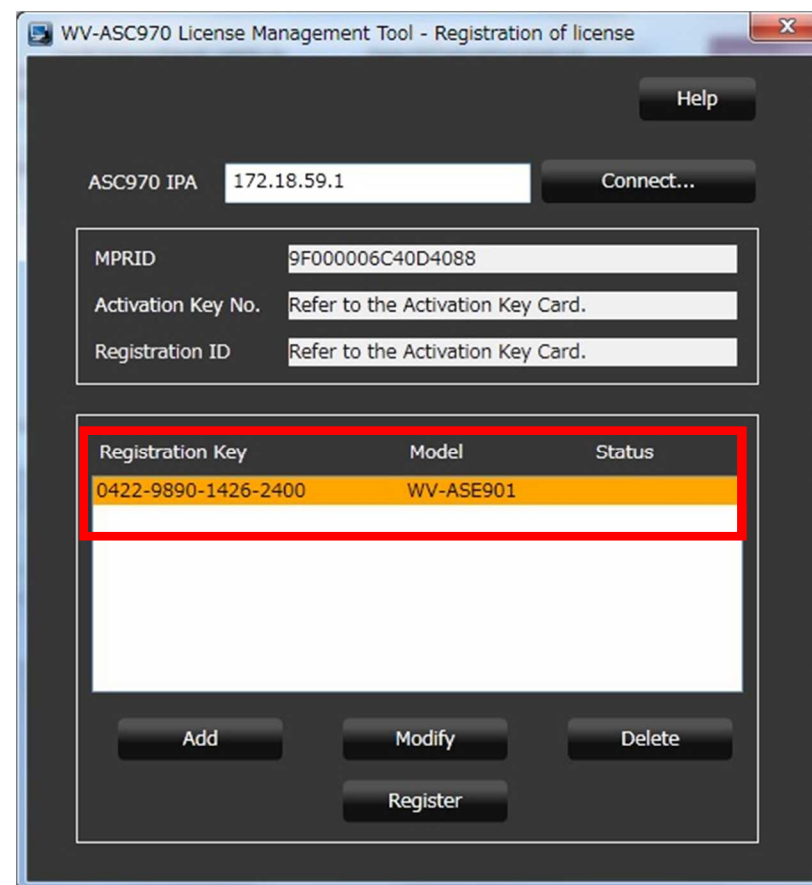 WV-ASC970 License Management Tool - Registration of license
Help
ASC970 IPA 172.18.59.1 Connect...
MPRID 9F000006C40D4088
Activation Key No. Refer to the Activation Key Card.
Registration ID Refer to the Activation Key Card.
Registration Key Model Status
0422-9890-1426-2400 WV-ASE901
Add Modify Delete
Register